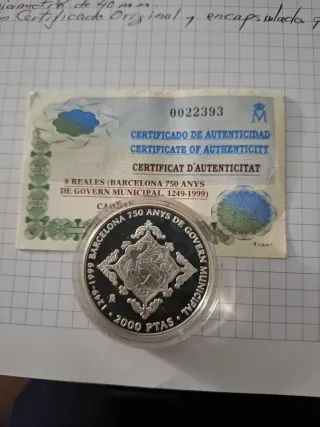 Diametro de 40 mm.
Certificado Original y encapsulada
0022393
M
CERTIFICADO DE AUTENTICIDAD
CERTIFICATE OF AUTHENTICITY
CERTIFICAT D'AUTENTICITAT
8 REALES (BARCELONA 750 ANYS
DE GOVERN MUNICIPAL, 1249-1999)
1249-1999 BARCELONA 750 ANYS DE GOVERN MUNICIPAL
M
· 2000 PTAS ·